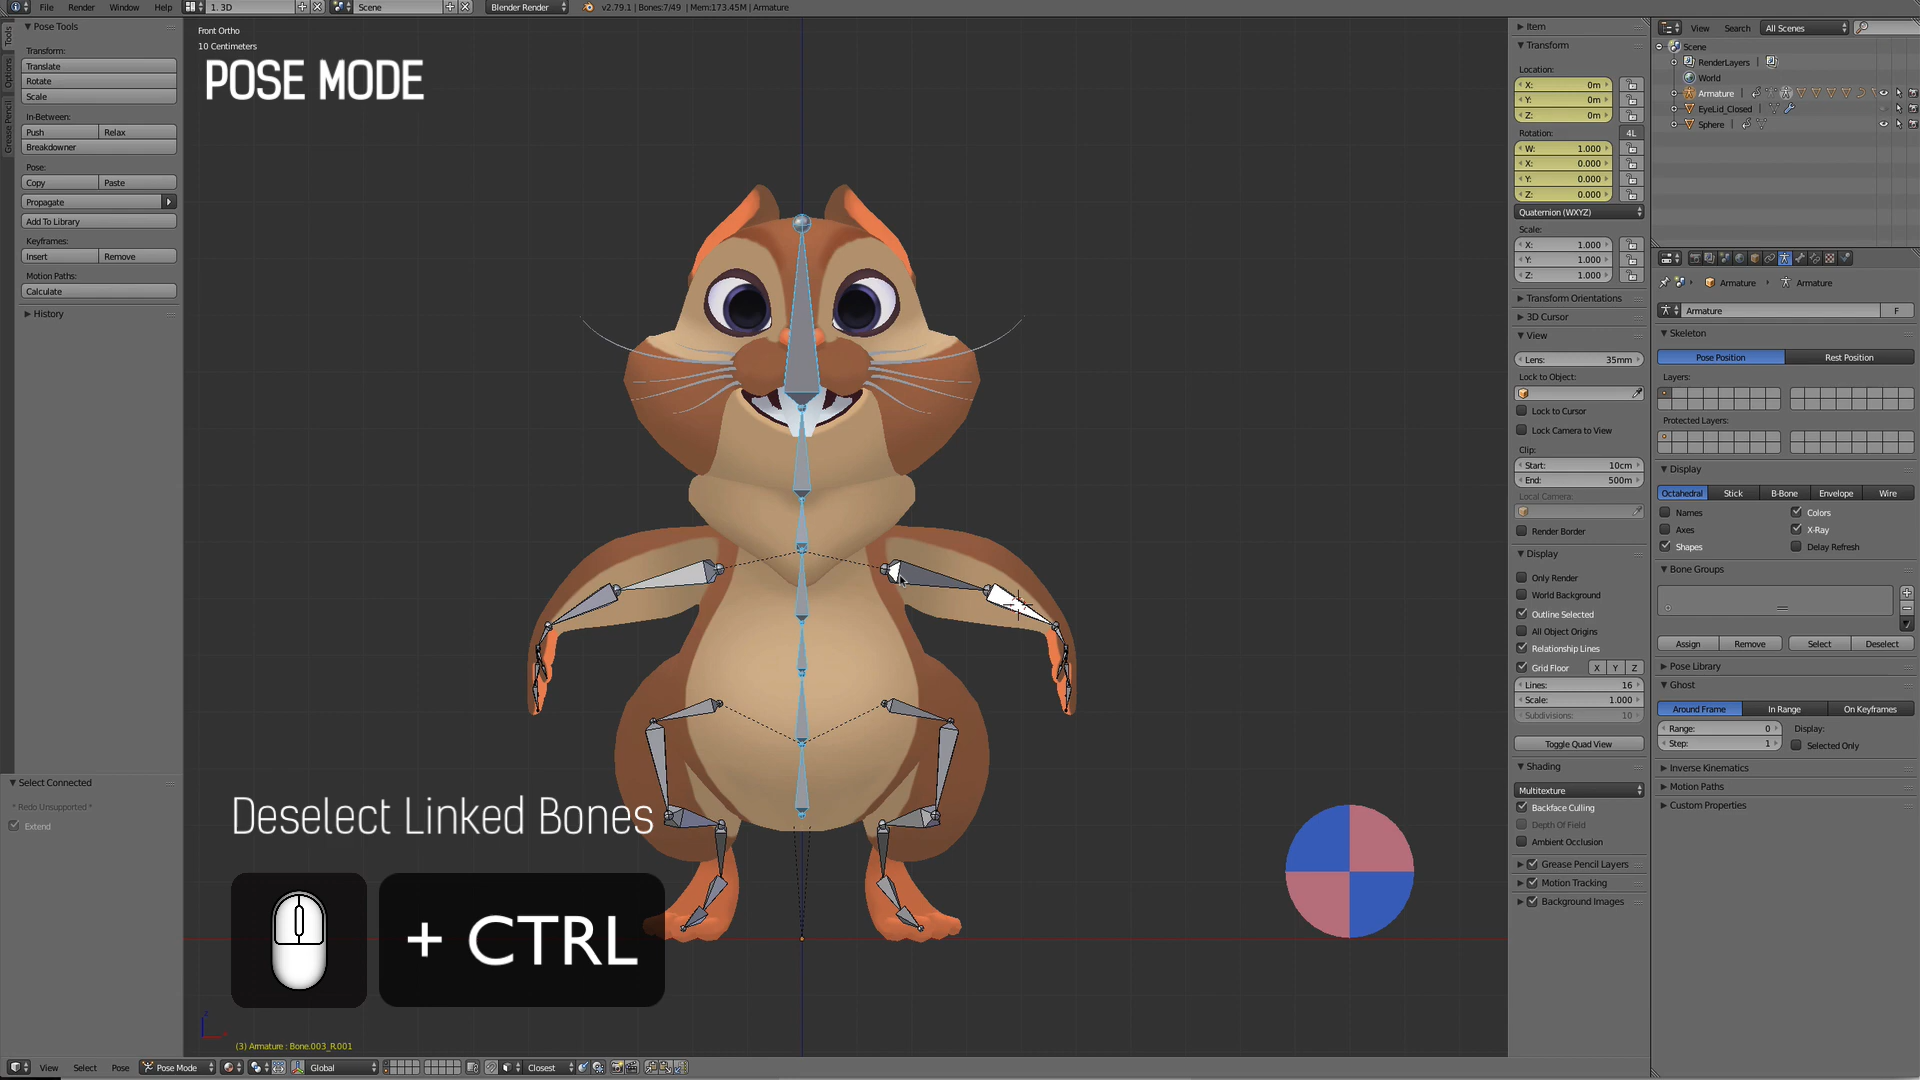 File Render Window Help 1. 3D Scene Blender Render v2.79.1 | Bones:7/49 | Mem:173.45M | Armature
Tools
Options
Grease Pencil
Pose Tools
Transform:
Translate
Rotate
Scale
In-Between:
Push Relax
Breakdowner
Pose:
Copy Paste
Propagate
Add To Library
Keyframes:
Insert Remove
Motion Paths:
Calculate
History
Select Connected
* Redo Unsupported *
Extend
Front Ortho
10 Centimeters
POSE MODE
Deselect Linked Bones
+ CTRL
(3) Armature : Bone.003_R.001
View Select Pose Pose Mode Global Closest
Item
Transform
Location:
X: 0m
Y: 0m
Z: 0m
Rotation: 4L
W: 1.000
X: 0.000
Y: 0.000
Z: 0.000
Quaternion (WXYZ)
Scale:
X: 1.000
Y: 1.000
Z: 1.000
Transform Orientations
3D Cursor
View
Lens: 35mm
Lock to Object:
Lock to Cursor
Lock Camera to View
Clip:
Start: 10cm
End: 500m
Local Camera:
Render Border
Display
Only Render
World Background
Outline Selected
All Object Origins
Relationship Lines
Grid Floor X Y Z
Lines: 16
Scale: 1.000
Subdivisions: 10
Toggle Quad View
Shading
Multitexture
Backface Culling
Depth Of Field
Ambient Occlusion
Grease Pencil Layers
Motion Tracking
Background Images
View Search All Scenes
Scene
RenderLayers
World
Armature
EyeLid_Closed
Sphere
Armature Armature
Armature F
Skeleton
Pose Position Rest Position
Layers:
Protected Layers:
Display
Octahedral Stick B-Bone Envelope Wire
Names Colors
Axes X-Ray
Shapes Delay Refresh
Bone Groups
Assign Remove Select Deselect
Pose Library
Ghost
Around Frame In Range On Keyframes
Range: 0 Display:
Step: 1 Selected Only
Inverse Kinematics
Motion Paths
Custom Properties